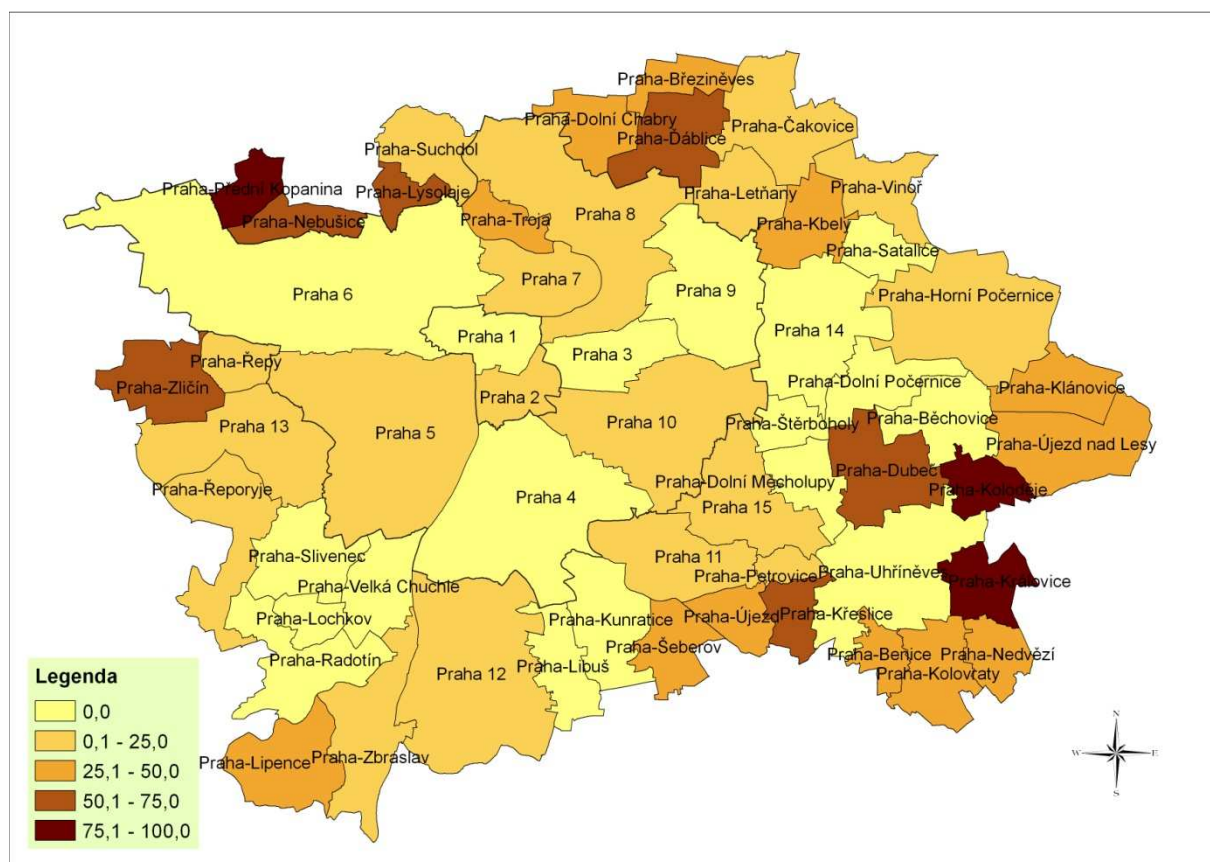 Praha-Březiněves
Praha-Dolní Chabry
Praha-Ďáblice
Praha-Čakovice
Praha-Suchdol
Praha-Přední Kopanina
Praha-Lysolaje
Praha-Letňany
Praha-Vinoř
Praha-Nebušice
Praha-Troja
Praha 8
Praha-Kbely
Praha-Satalice
Praha 7
Praha 6
Praha 9
Praha-Horní Počernice
Praha 1
Praha 3
Praha 14
Praha-Řepy
Praha-Zličín
Praha-Dolní Počernice
Praha-Klánovice
Praha 2
Praha 13
Praha 5
Praha 10
Praha-Štěrboholy
Praha-Běchovice
Praha-Újezd nad Lesy
Praha-Řeporyje
Praha-Dolní Měcholupy
Praha-Dubeč
Praha-Koloděje
Praha 4
Praha 15
Praha-Slivenec
Praha 11
Praha-Velká Chuchle
Praha-Petrovice
Praha-Uhříněves
Praha-Královice
Praha-Lochkov
Praha-Kunratice
Praha-Újezd
Praha-Křeslice
Praha-Šeberov
Praha-Radotín
Praha 12
Praha-Libuš
Praha-Benice
Praha-Nedvězí
Praha-Kolovraty
Praha-Lipence
Praha-Zbraslav
Legenda
0,0
0,1 - 25,0
25,1 - 50,0
50,1 - 75,0
75,1 - 100,0
N
W E
S